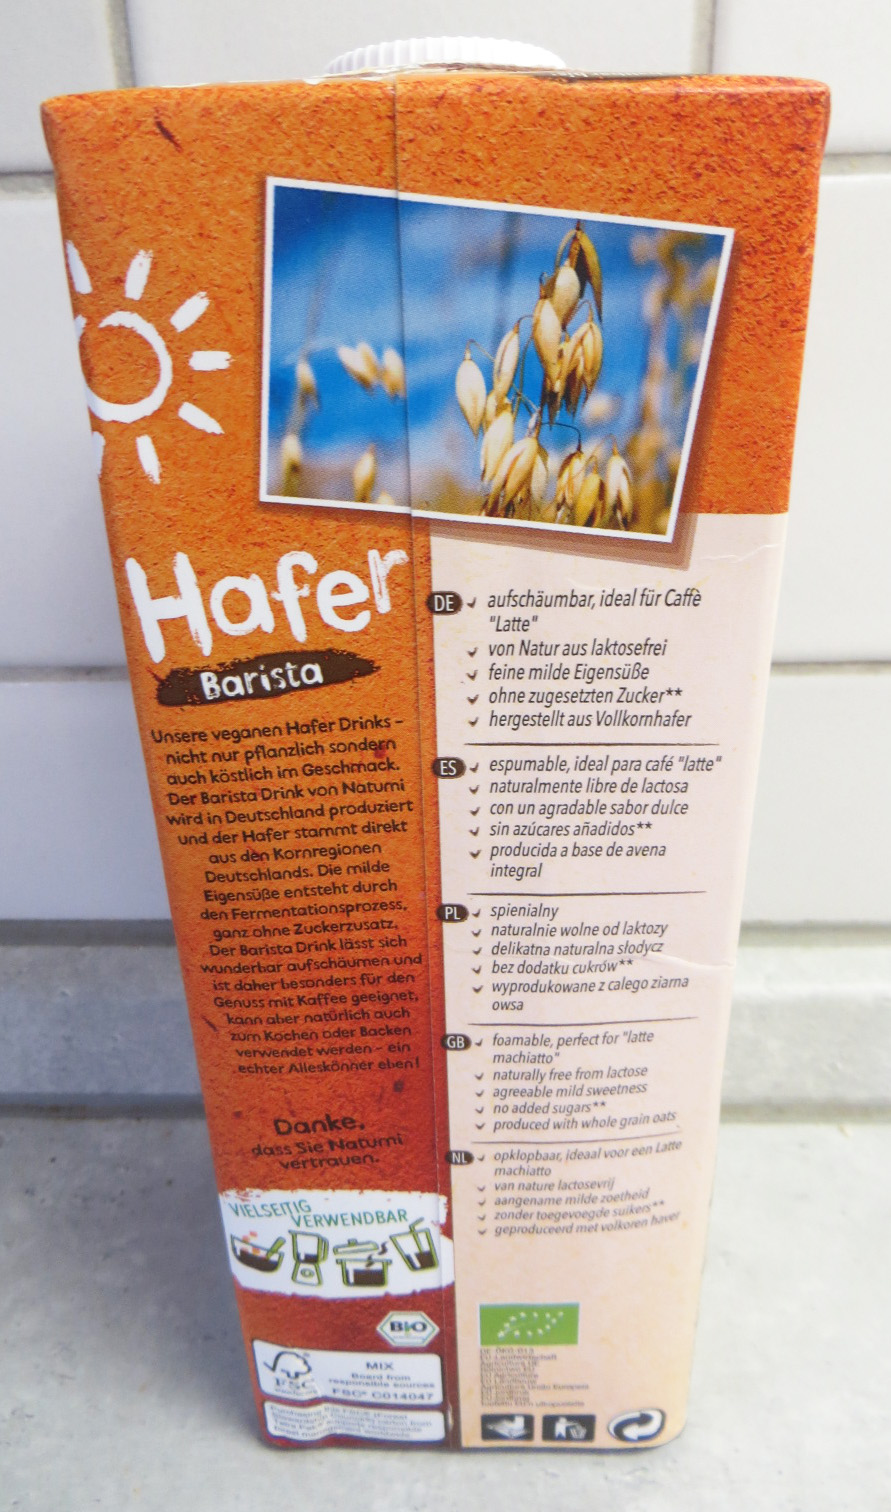 Hafer
Barista
Unsere veganen Hafer Drinks –
nicht nur pflanzlich sondern
auch köstlich im Geschmack.
Der Barista Drink von Naturni
wird in Deutschland produziert
und der Hafer stammt direkt
aus den Kornregionen
Deutschlands. Die milde
Eigensüße entsteht durch
den Fermentationsprozess,
ganz ohne Zuckerzusatz.
Der Barista Drink lässt sich
wunderbar aufschäumen und
ist daher besonders für den
Genuss mit Kaffee geeignet,
kann aber natürlich auch
zum Kochen oder Backen
verwendet werden – ein
echter Alleskönner eben!
Danke,
dass Sie Naturni
vertrauen.
VIELSEITIG
VERWENDBAR
BIO
FSC
MIX
Board from
responsible sources
FSC® C014047
DE ✓ aufschäumbar, ideal für Caffè
"Latte"
✓ von Natur aus laktosefrei
✓ feine milde Eigensüße
✓ ohne zugesetzten Zucker**
✓ hergestellt aus Vollkornhafer
ES ✓ espumable, ideal para café "latte"
✓ naturalmente libre de lactosa
✓ con un agradable sabor dulce
✓ sin azúcares añadidos**
✓ producida a base de avena
integral
PL ✓ spienialny
✓ naturalnie wolne od laktozy
✓ delikatna naturalna słodycz
✓ bez dodatku cukrów**
✓ wyprodukowane z calego ziarna
owsa
GB ✓ foamable, perfect for "latte
machiatto"
✓ naturally free from lactose
✓ agreeable mild sweetness
✓ no added sugars**
✓ produced with whole grain oats
NL ✓ opklopbaar, ideaal voor een Latte
machiatto
✓ van nature lactosevrij
✓ aangename milde zoetheid
✓ zonder toegevoegde suikers**
✓ geproduceerd met volkoren haver